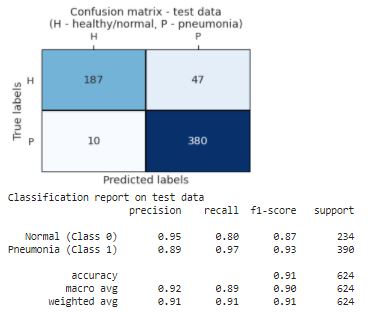 Confusion matrix - test data
(H - healthy/normal, P - pneumonia)
H P
H 187 47
P 10 380
True labels
Predicted labels
Classification report on test data
precision recall f1-score support
Normal (Class 0) 0.95 0.80 0.87 234
Pneumonia (Class 1) 0.89 0.97 0.93 390
accuracy 0.91 624
macro avg 0.92 0.89 0.90 624
weighted avg 0.91 0.91 0.91 624